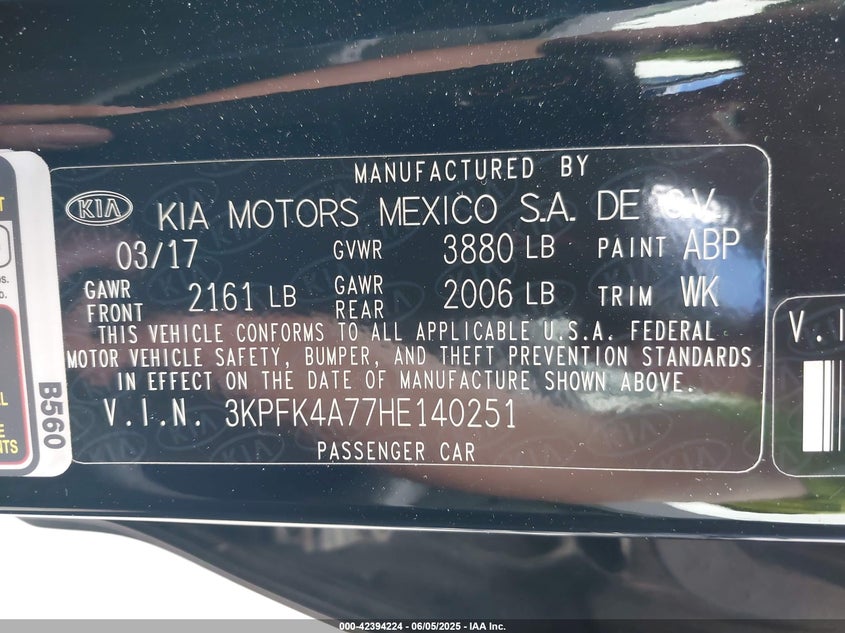 MANUFACTURED BY
KIA KIA MOTORS MEXICO S.A. DE C.V.
03/17 GVWR 3880 LB PAINT ABP
GAWR FRONT 2161 LB GAWR REAR 2006 LB TRIM WK
THIS VEHICLE CONFORMS TO ALL APPLICABLE U.S.A. FEDERAL
MOTOR VEHICLE SAFETY, BUMPER, AND THEFT PREVENTION STANDARDS
IN EFFECT ON THE DATE OF MANUFACTURE SHOWN ABOVE.
V.I.N. 3KPFK4A77HE140251
PASSENGER CAR
B560
V.I
000-42394224 - 06/05/2025 - IAA Inc.